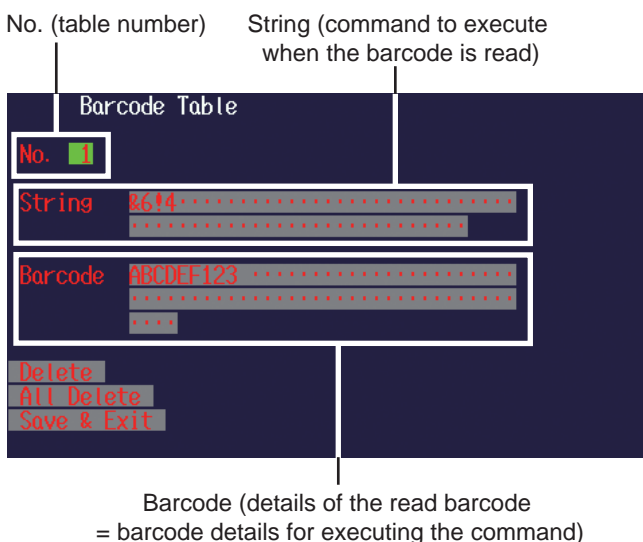 No. (table number)
String (command to execute
when the barcode is read)
Barcode Table
No. 1
String &6!4····························
····························
Barcode ABCDEF123 ······················
································
····
Delete
All Delete
Save & Exit
Barcode (details of the read barcode
= barcode details for executing the command)